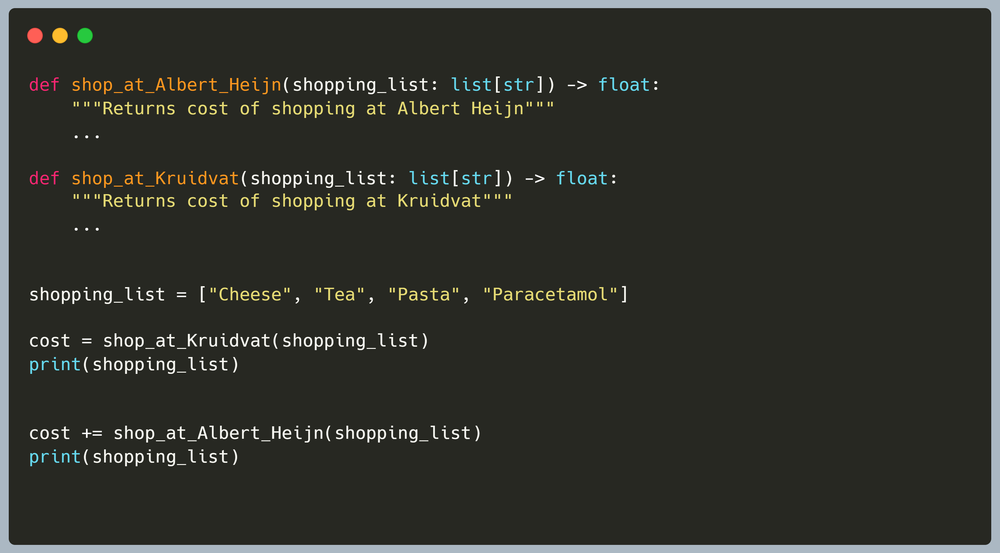 def shop_at_Albert_Heijn(shopping_list: list[str]) -> float:
    """Returns cost of shopping at Albert Heijn"""
    ...
def shop_at_Kruidvat(shopping_list: list[str]) -> float:
    """Returns cost of shopping at Kruidvat"""
    ...
shopping_list = ["Cheese", "Tea", "Pasta", "Paracetamol"]
cost = shop_at_Kruidvat(shopping_list)
print(shopping_list)
cost += shop_at_Albert_Heijn(shopping_list)
print(shopping_list)